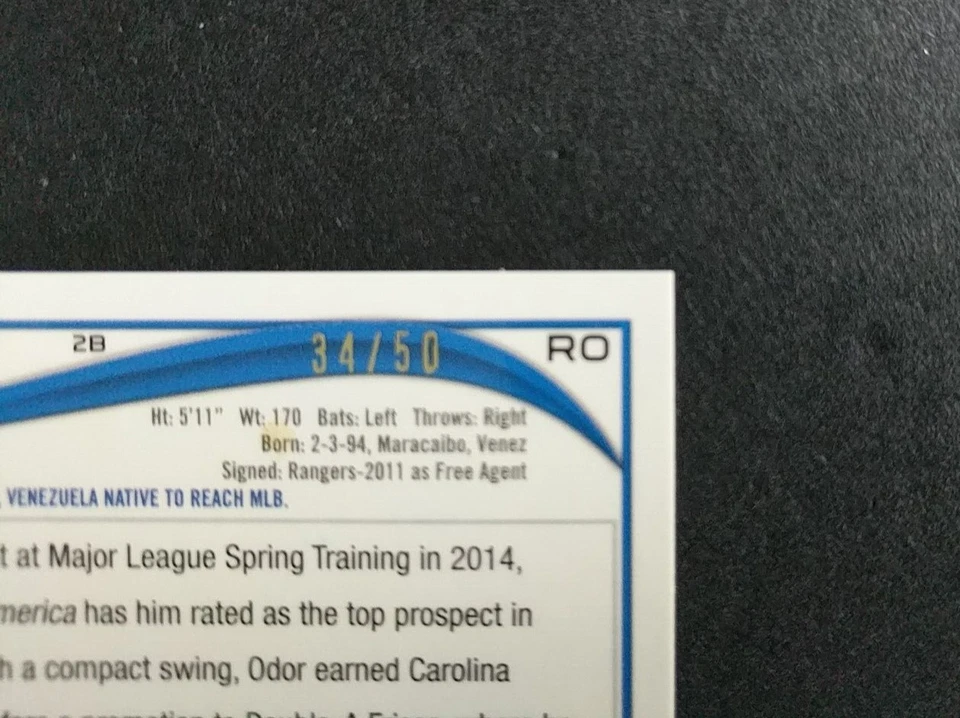 2B 34/50 RO
Ht: 5'11" Wt: 170 Bats: Left Throws: Right
Born: 2-3-94, Maracaibo, Venez
Signed: Rangers-2011 as Free Agent
VENEZUELA NATIVE TO REACH MLB.
t at Major League Spring Training in 2014,
merica has him rated as the top prospect in
h a compact swing, Odor earned Carolina